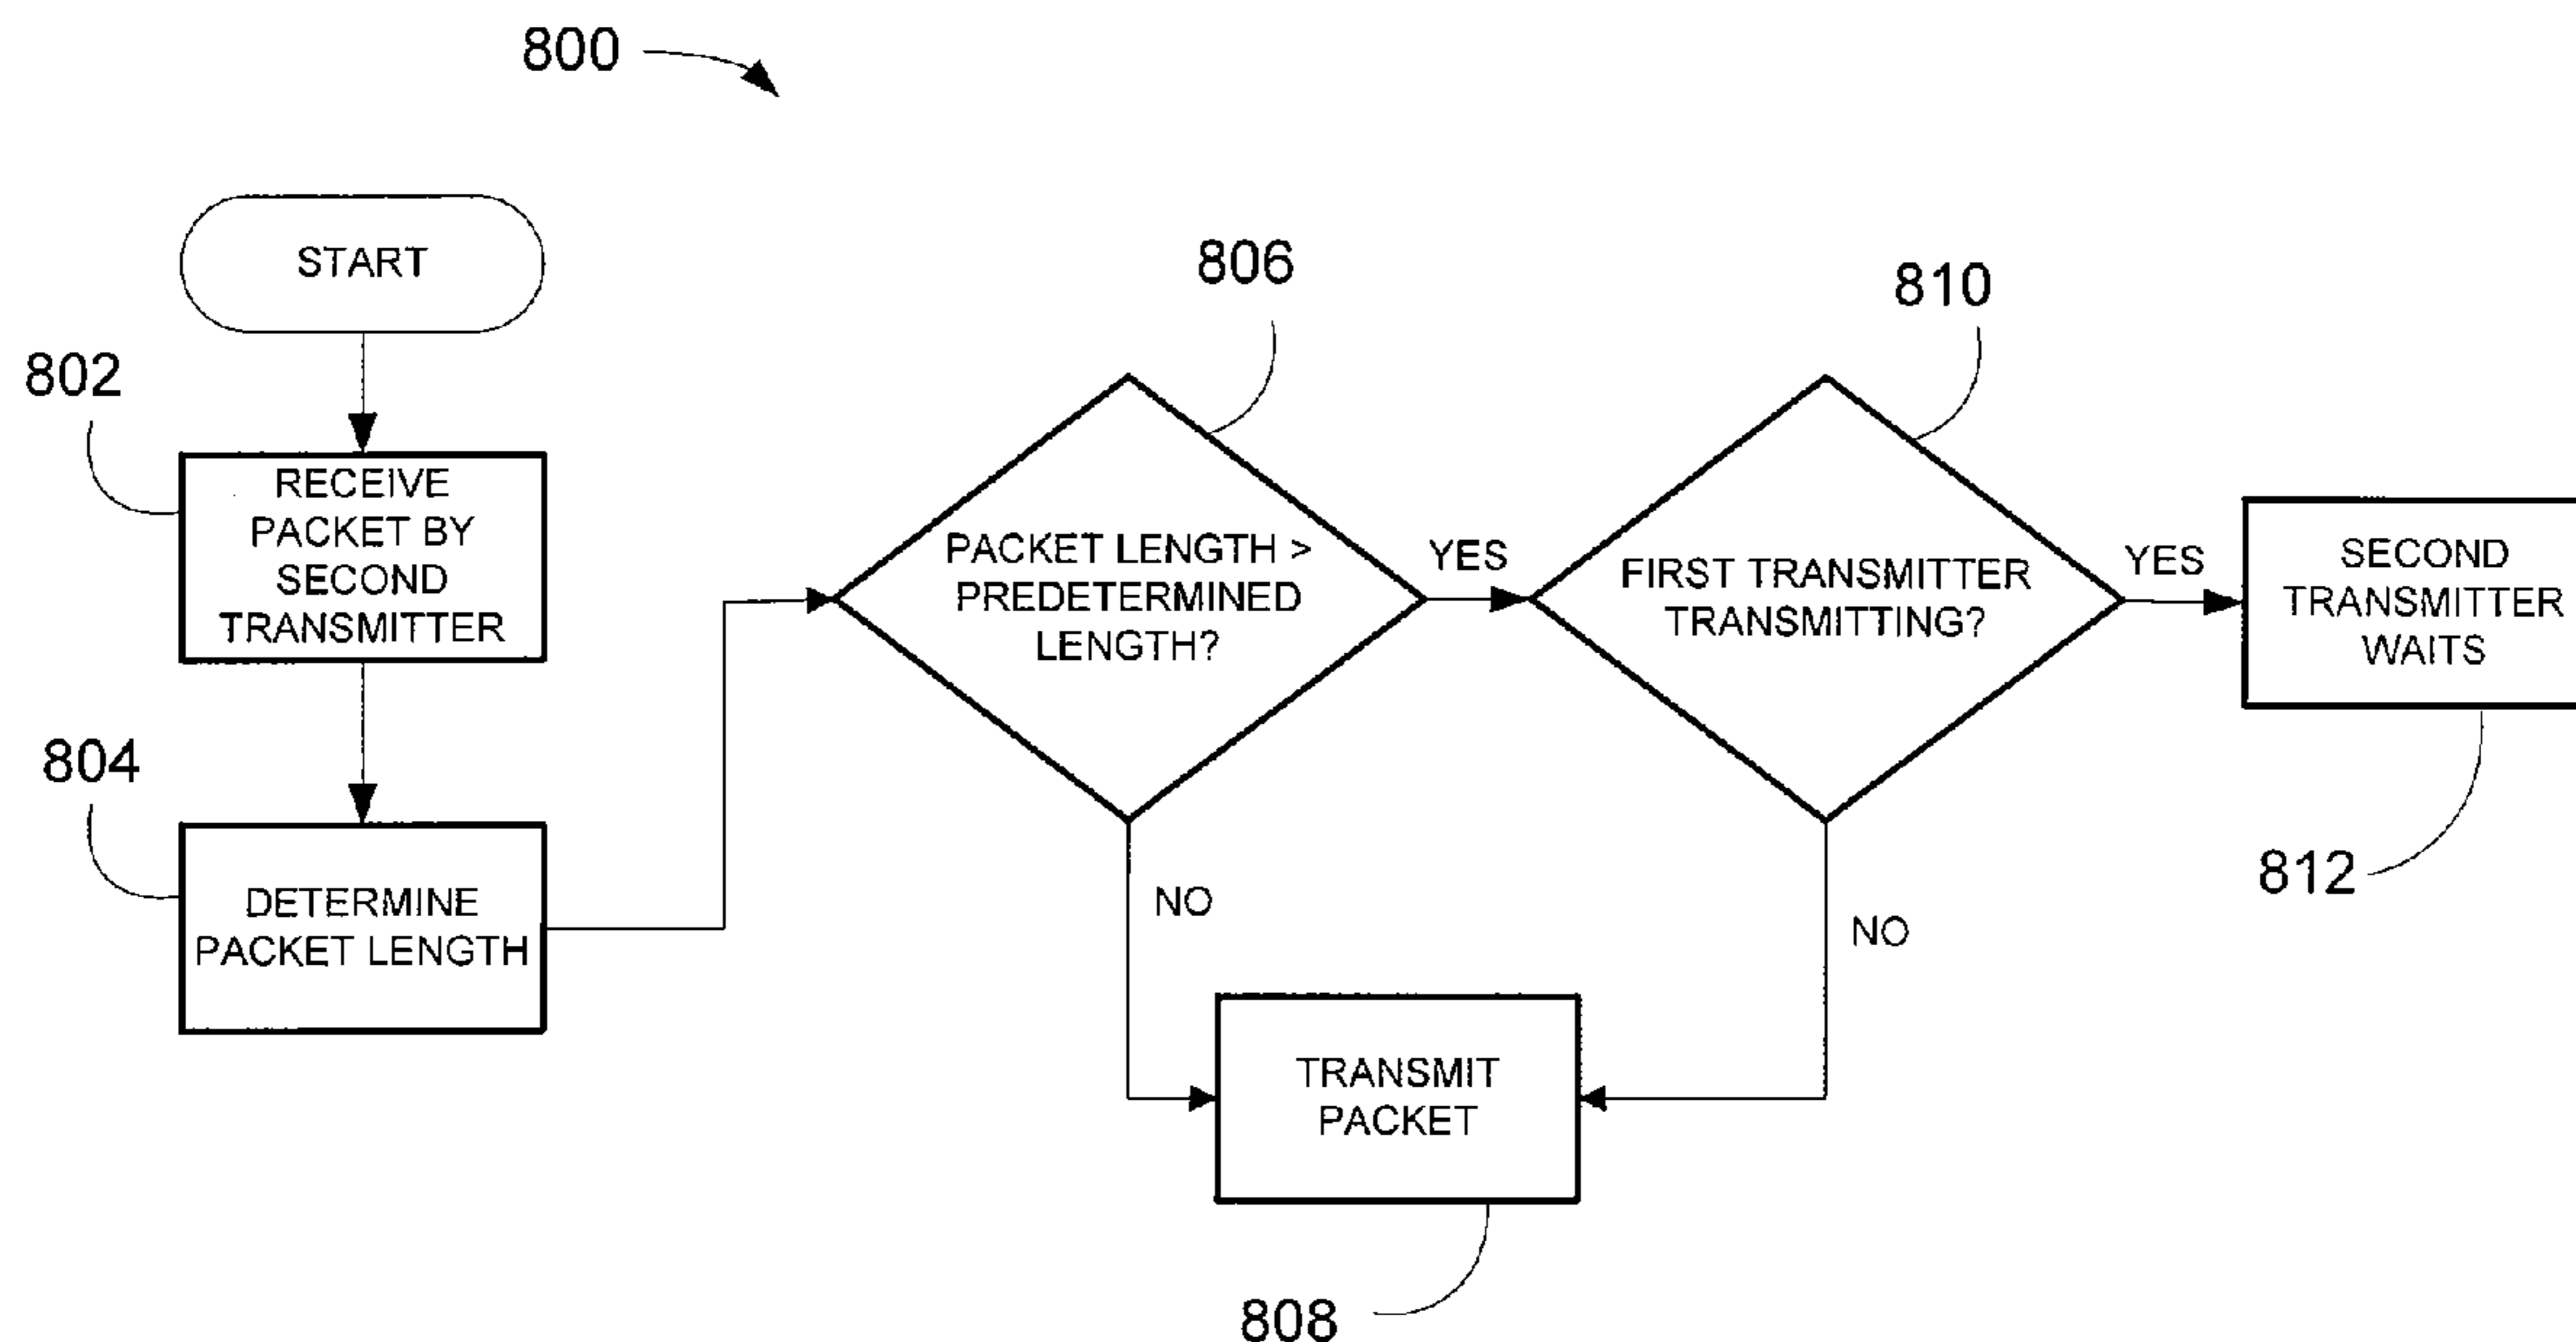 800
START
802
RECEIVE
PACKET BY
SECOND
TRANSMITTER
804
DETERMINE
PACKET LENGTH
806
PACKET LENGTH >
PREDETERMINED
LENGTH?
YES
NO
810
FIRST TRANSMITTER
TRANSMITTING?
YES
NO
SECOND
TRANSMITTER
WAITS
812
TRANSMIT
PACKET
808